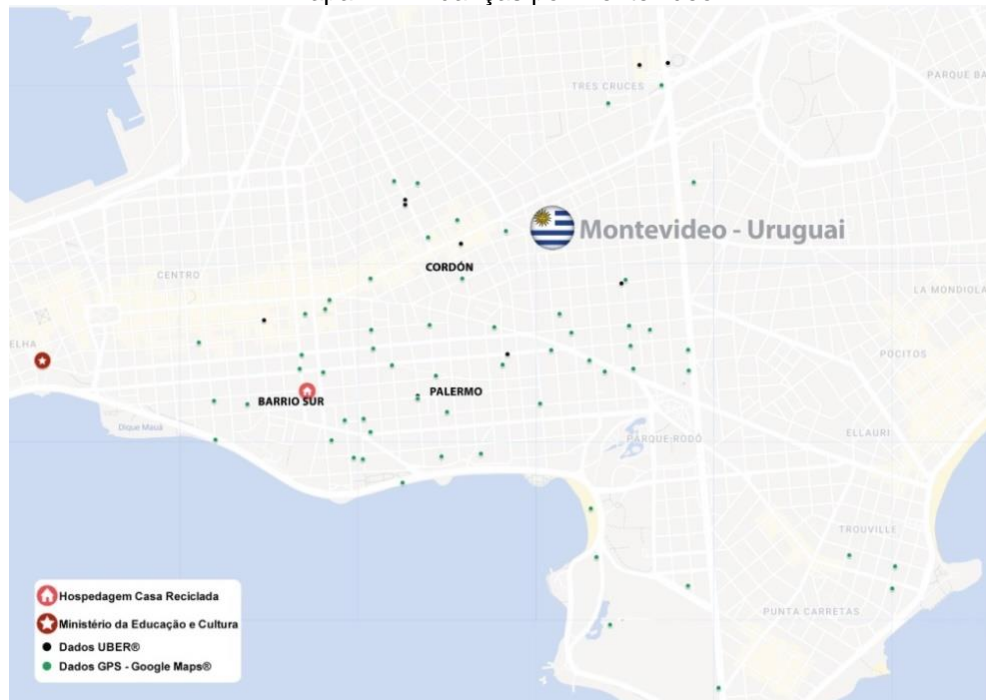 TRES CRUCES
PARQUE BA
Montevideo - Uruguai
CORDÓN
CENTRO
LA MONDIOLA
ELHA
POCITOS
PALERMO
BARRIO SUR
Dique Mauá
PARQUE RODÓ
ELLAURI
TROUVILLE
PUNTA CARRETAS
Hospedagem Casa Reciclada
Ministério da Educação e Cultura
Dados UBER®
Dados GPS - Google Maps®